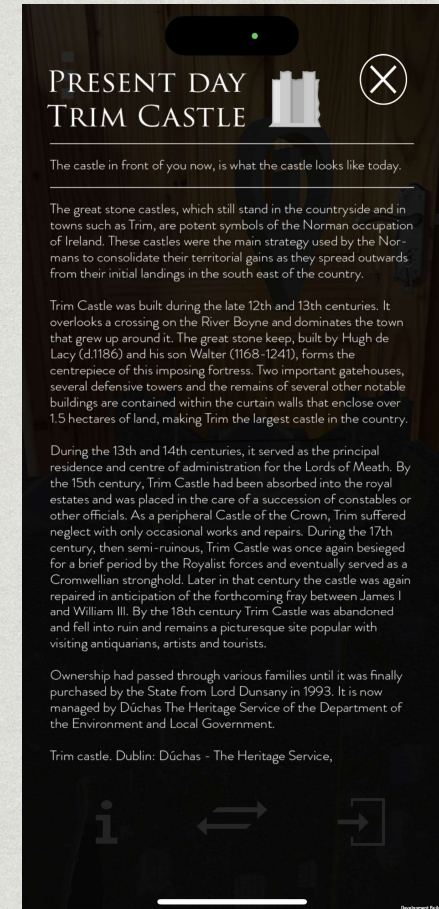 PRESENT DAY
TRIM CASTLE
The castle in front of you now, is what the castle looks like today.
The great stone castles, which still stand in the countryside and in
towns such as Trim, are potent symbols of the Norman occupation
of Ireland. These castles were the main strategy used by the Nor-
mans to consolidate their territorial gains as they spread outwards
from their initial landings in the south east of the country.
Trim Castle was built during the late 12th and 13th centuries. It
overlooks a crossing on the River Boyne and dominates the town
that grew up around it. The great stone keep, built by Hugh de
Lacy (d.1186) and his son Walter (1168-1241), forms the
centrepiece of this imposing fortress. Two important gatehouses,
several defensive towers and the remains of several other notable
buildings are contained within the curtain walls that enclose over
1.5 hectares of land, making Trim the largest castle in the country.
During the 13th and 14th centuries, it served as the principal
residence and centre of administration for the Lords of Meath. By
the 15th century, Trim Castle had been absorbed into the royal
estates and was placed in the care of a succession of constables or
other officials. As a peripheral Castle of the Crown, Trim suffered
neglect with only occasional works and repairs. During the 17th
century, then semi-ruinous, Trim Castle was once again besieged
for a brief period by the Royalist forces and eventually served as a
Cromwellian stronghold. Later in that century the castle was again
repaired in anticipation of the forthcoming fray between James I
and William III. By the 18th century Trim Castle was abandoned
and fell into ruin and remains a picturesque site popular with
visiting antiquarians, artists and tourists.
Ownership had passed through various families until it was finally
purchased by the State from Lord Dunsany in 1993. It is now
managed by Dúchas The Heritage Service of the Department of
the Environment and Local Government.
Trim castle. Dublin: Dúchas - The Heritage Service,
Development Build